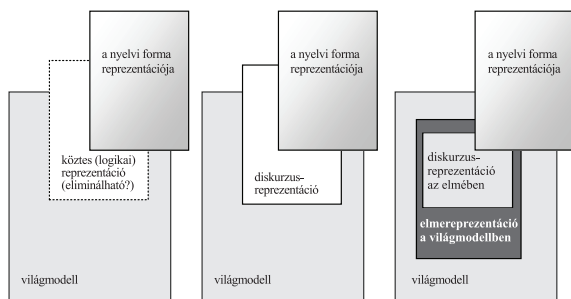 a nyelvi forma
reprezentációja
köztes (logikai)
reprezentáció
(eliminálható?)
világmodell
a nyelvi forma
reprezentációja
diskurzus-
reprezentáció
világmodell
a nyelvi forma
reprezentációja
diskurzus-
reprezentáció
az elmében
elmereprezentáció
a világmodellben
világmodell